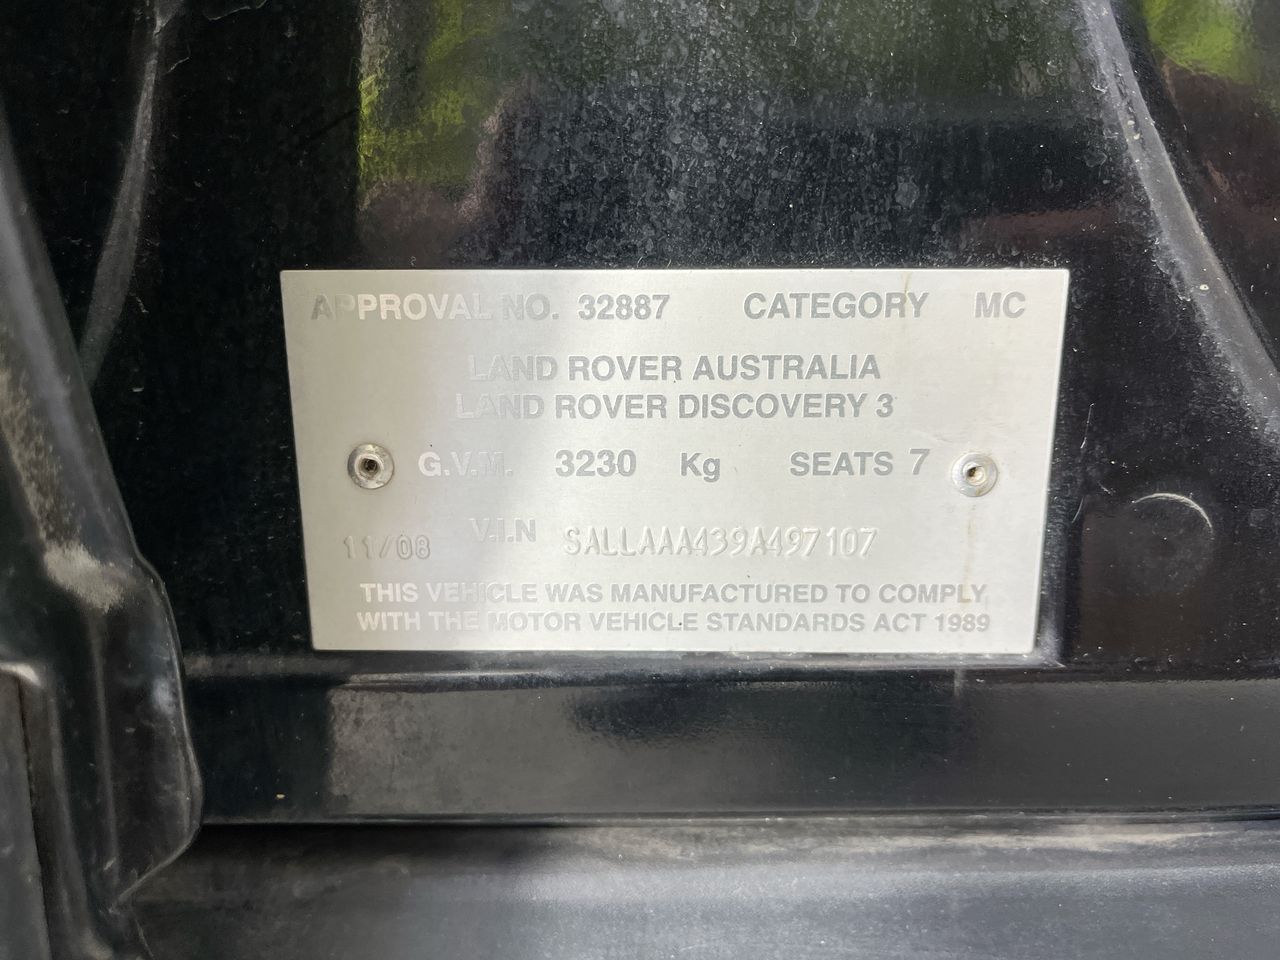 APPROVAL NO. 32887 CATEGORY MC
LAND ROVER AUSTRALIA
LAND ROVER DISCOVERY 3
G.V.M. 3230 Kg SEATS 7
11/08 V.I.N SALLAAA439A497107
THIS VEHICLE WAS MANUFACTURED TO COMPLY
WITH THE MOTOR VEHICLE STANDARDS ACT 1989